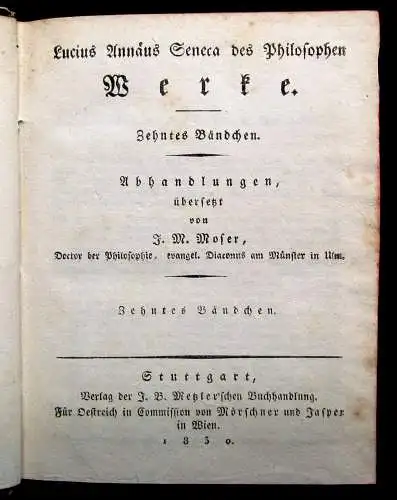 Lucius Annäus Seneca des Philosophen
Werke.
Zehntes Bändchen.
Abhandlungen,
übersetzt
von
J. M. Moser,
Doctor der Philosophie, evangel. Diaconus am Münster in Ulm.
Zehntes Bändchen.
Stuttgart,
Verlag der J. B. Metzler'schen Buchhandlung.
Für Oestreich in Commission von Mörschner und Jasper
in Wien.
1830.